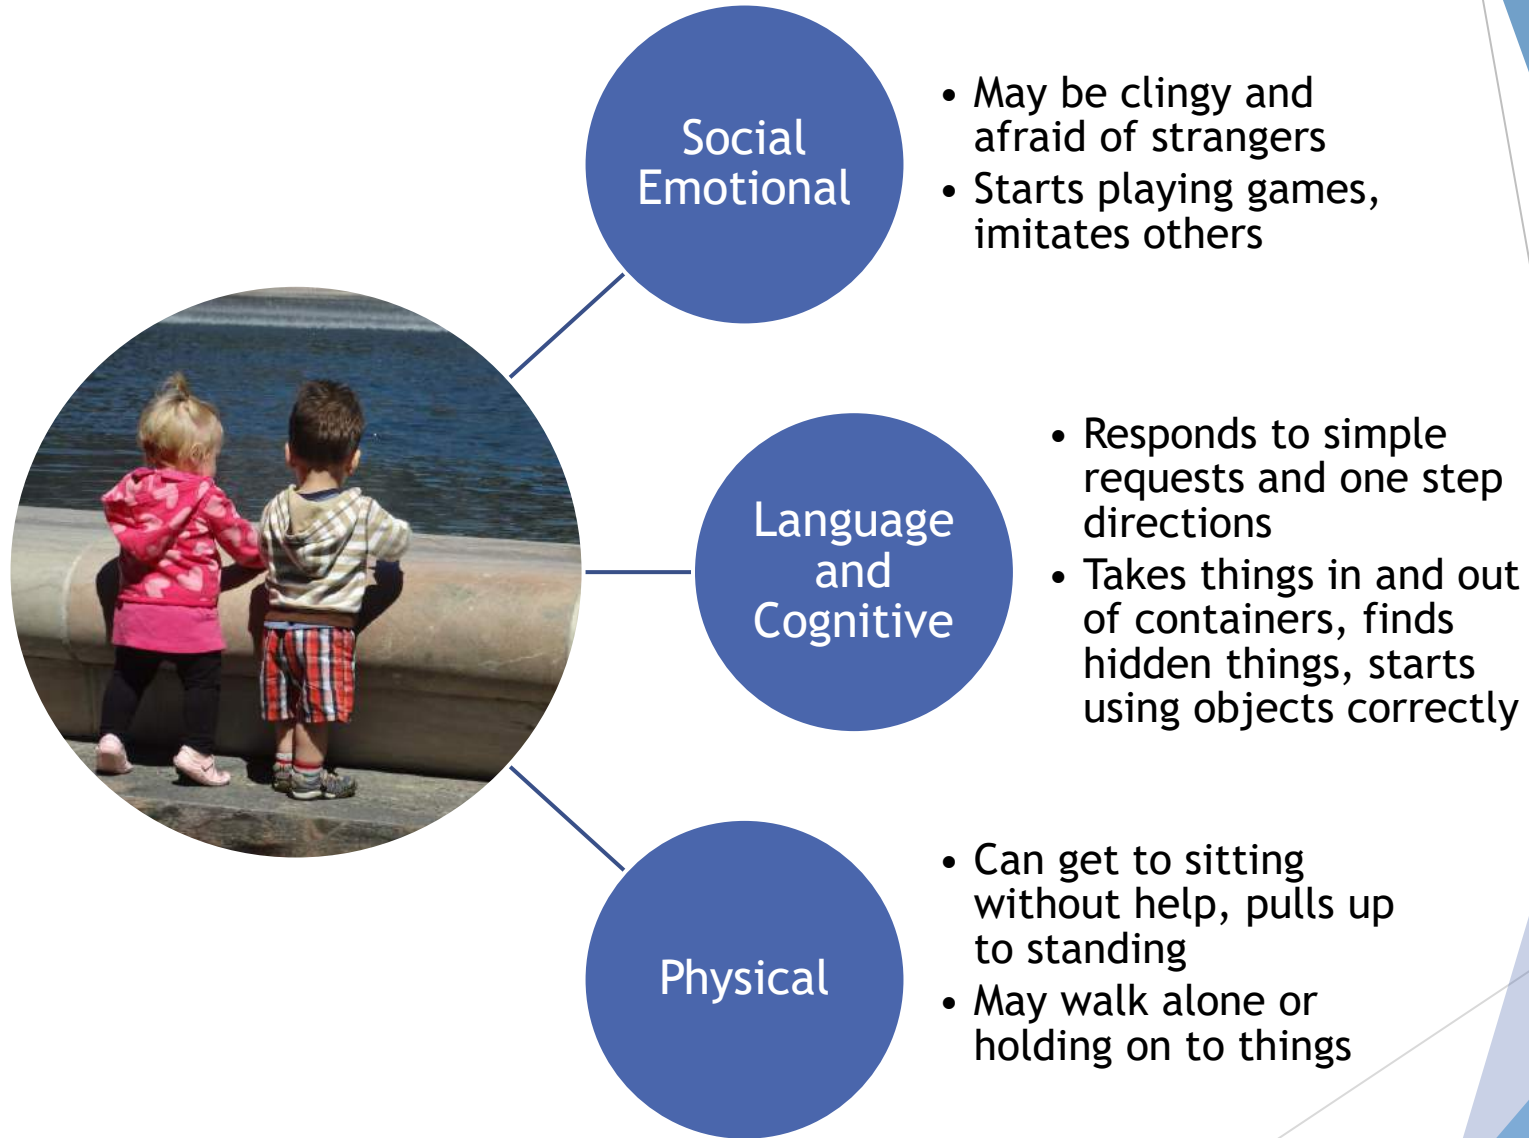 Social
Emotional
• May be clingy and
afraid of strangers
• Starts playing games,
imitates others
Language
and
Cognitive
• Responds to simple
requests and one step
directions
• Takes things in and out
of containers, finds
hidden things, starts
using objects correctly
Physical
• Can get to sitting
without help, pulls up
to standing
• May walk alone or
holding on to things